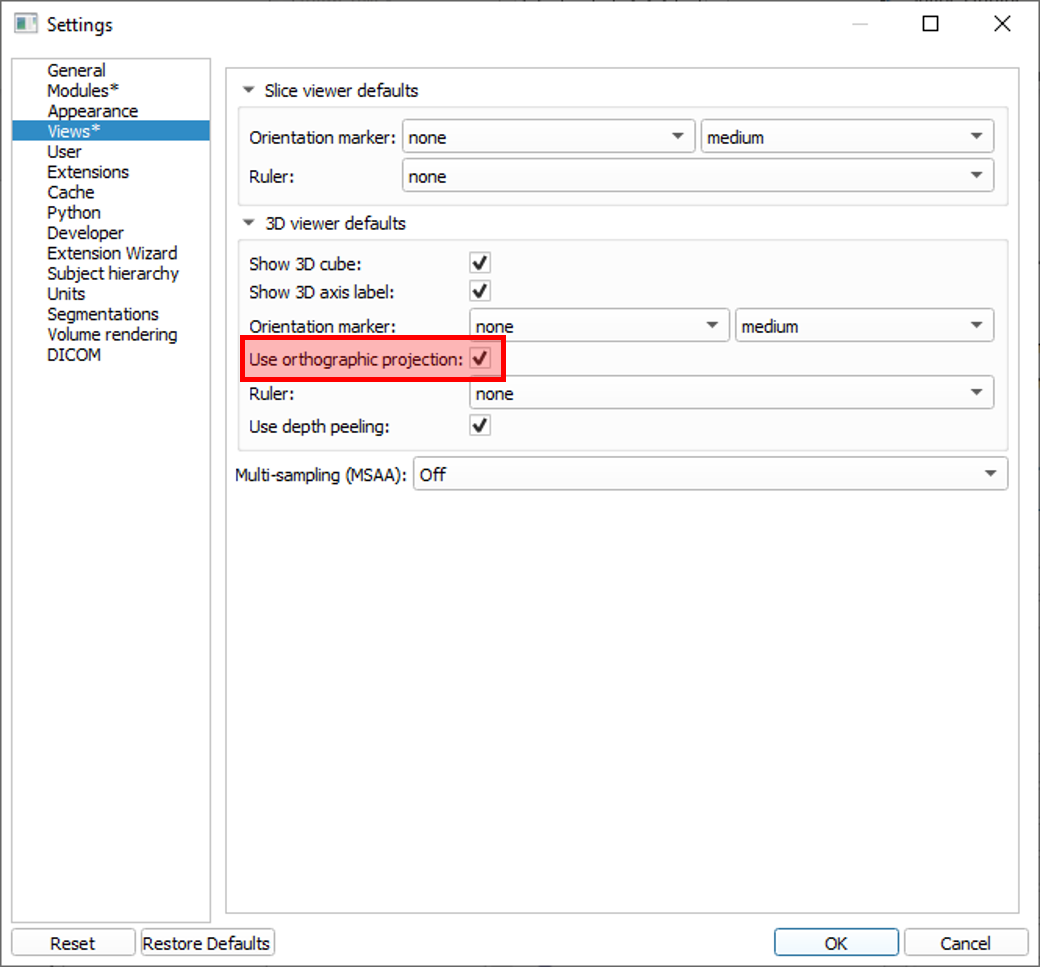 Settings
General
Modules*
Appearance
Views*
User
Extensions
Cache
Python
Developer
Extension Wizard
Subject hierarchy
Units
Segmentations
Volume rendering
DICOM
Slice viewer defaults
Orientation marker: none medium
Ruler: none
3D viewer defaults
Show 3D cube:
Show 3D axis label:
Orientation marker: none medium
Use orthographic projection:
Ruler: none
Use depth peeling:
Multi-sampling (MSAA): Off
Reset Restore Defaults OK Cancel